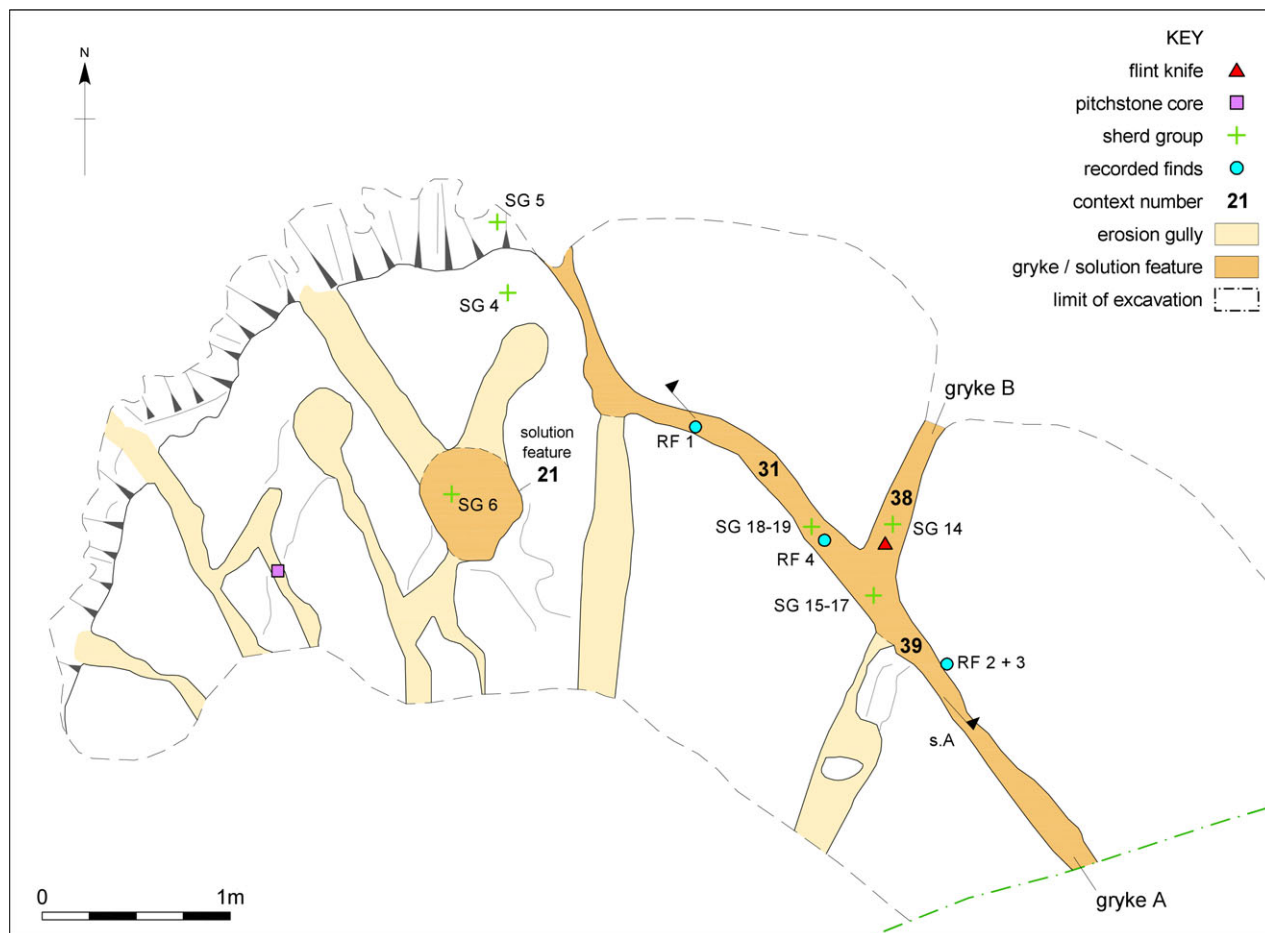 N
KEY
flint knife
pitchstone core
sherd group
recorded finds
context number 21
erosion gully
gryke / solution feature
limit of excavation
SG 5
SG 4
gryke B
solution
feature
21
RF 1
31
38
SG 6
SG 18-19
SG 14
RF 4
SG 15-17
39
RF 2 + 3
s.A
0 1m
gryke A